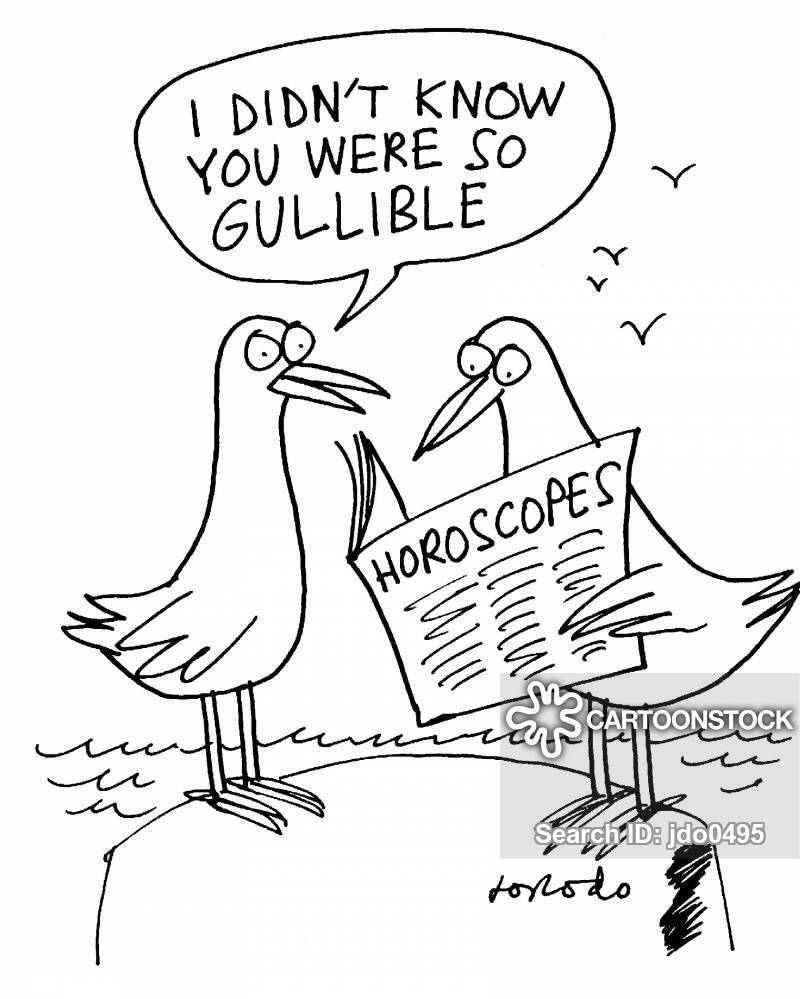 I DIDN'T KNOW
YOU WERE SO
GULLIBLE
HOROSCOPES
CARTOONSTOCK
Search ID: jdo0495